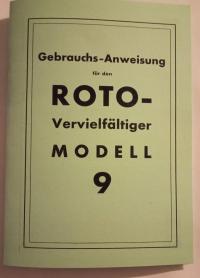 Gebrauchs-Anweisung
für den
ROTO-
Vervielfältiger
MODELL
9